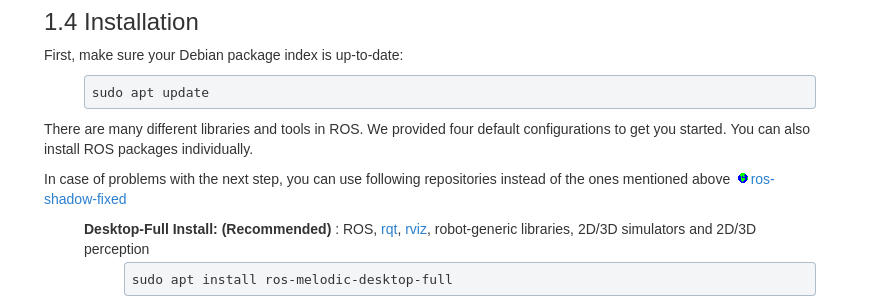 1.4 Installation
First, make sure your Debian package index is up-to-date:
sudo apt update
There are many different libraries and tools in ROS. We provided four default configurations to get you started. You can also
install ROS packages individually.
In case of problems with the next step, you can use following repositories instead of the ones mentioned above ros-
shadow-fixed
Desktop-Full Install: (Recommended) : ROS, rqt, rviz, robot-generic libraries, 2D/3D simulators and 2D/3D
perception
sudo apt install ros-melodic-desktop-full